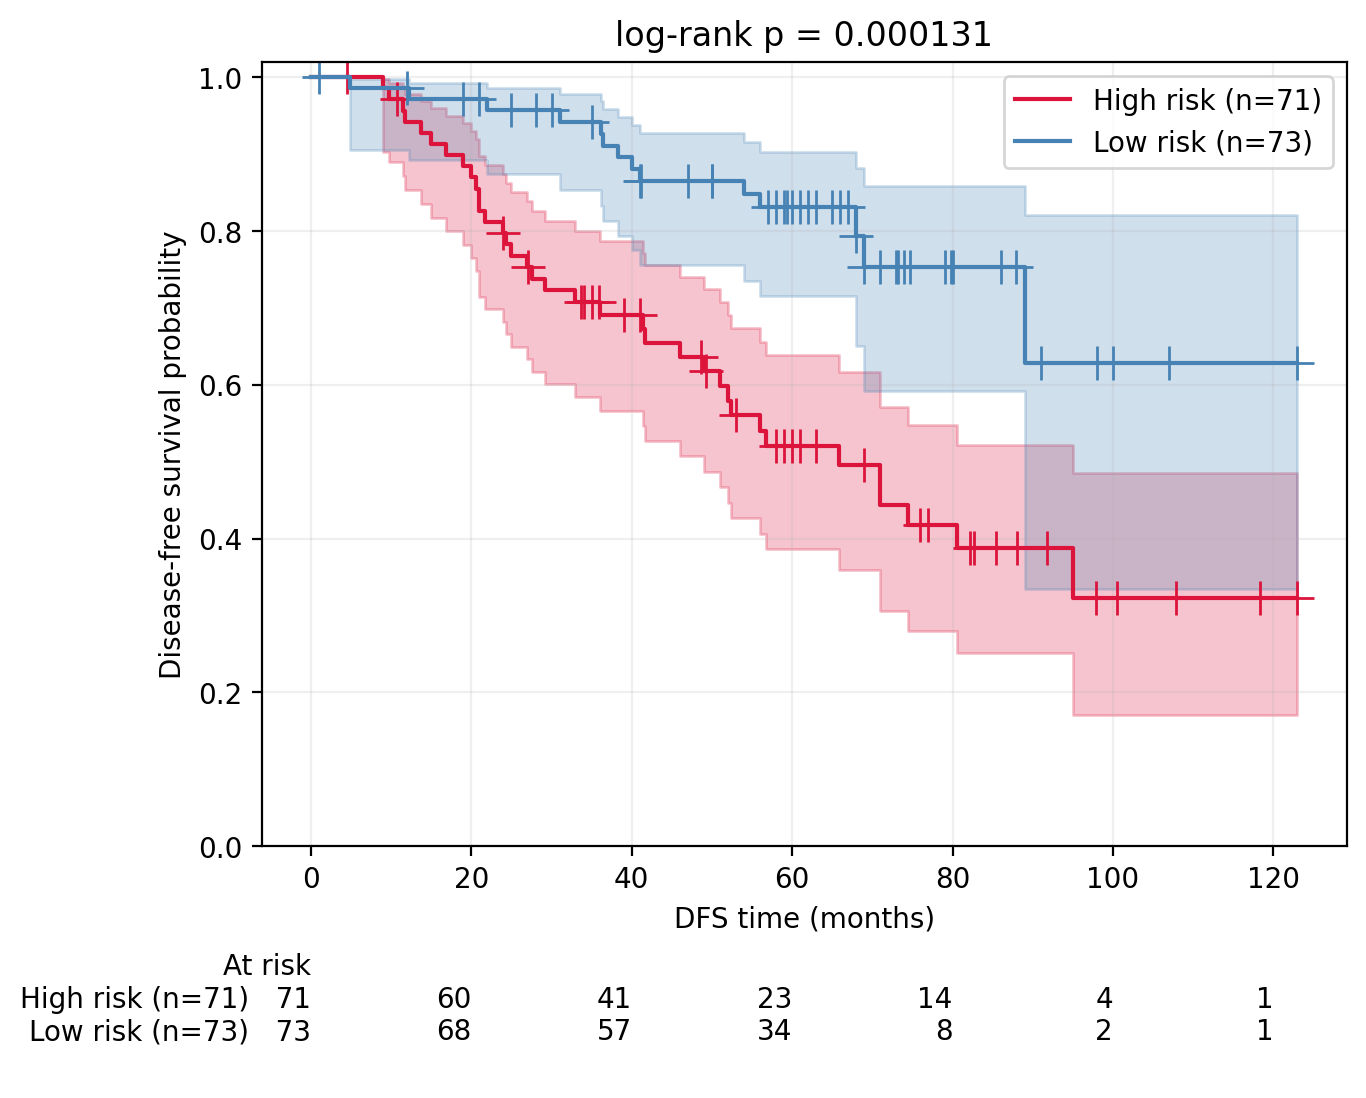 log-rank p = 0.000131
High risk (n=71)
Low risk (n=73)
Disease-free survival probability
1.0
0.8
0.6
0.4
0.2
0.0
0 20 40 60 80 100 120
DFS time (months)
At risk
High risk (n=71) 71 60 41 23 14 4 1
Low risk (n=73) 73 68 57 34 8 2 1